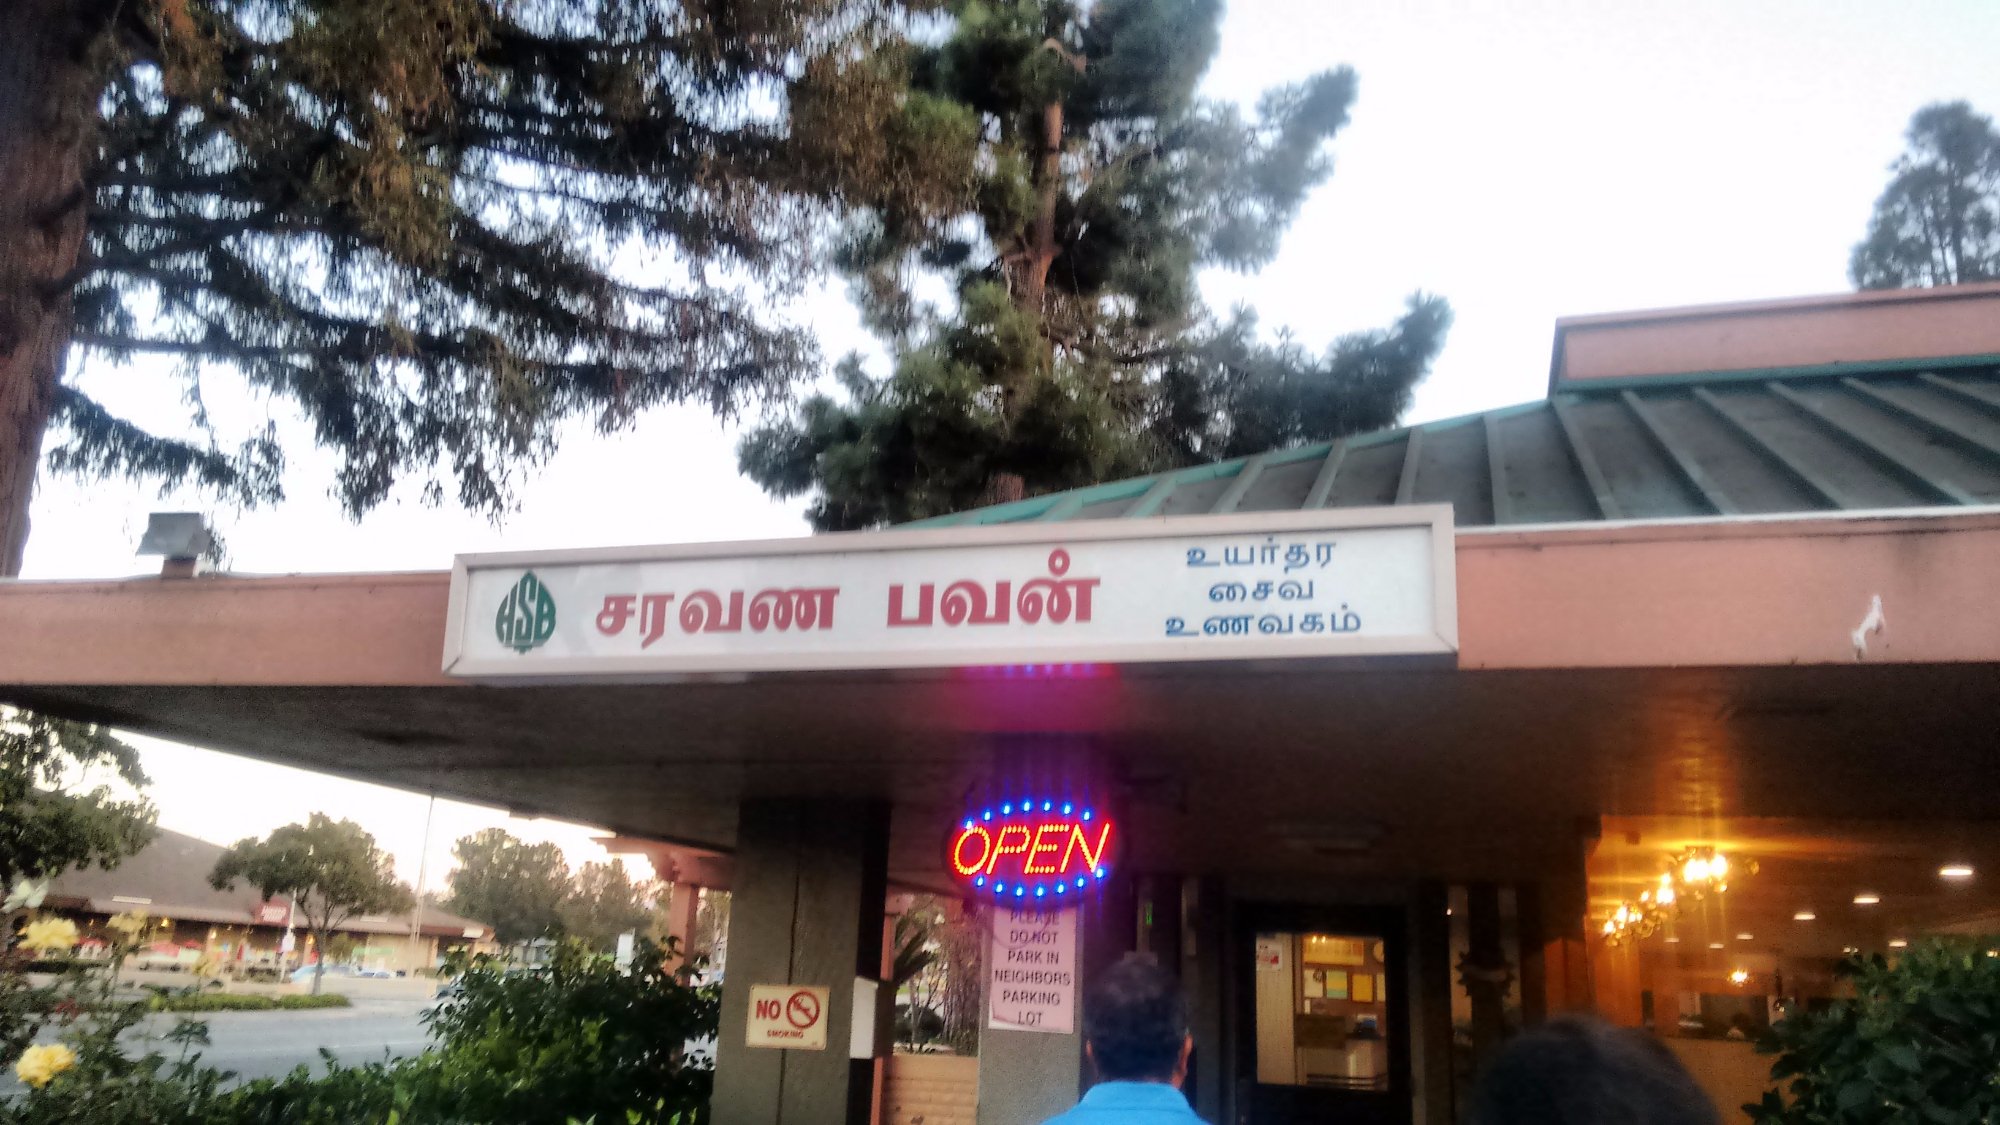 HSB
சரவண பவன்
உயர்தர
சைவ
உணவகம்
OPEN
PLEASE
DO NOT
PARK IN
NEIGHBORS
PARKING
LOT
NO
SMOKING